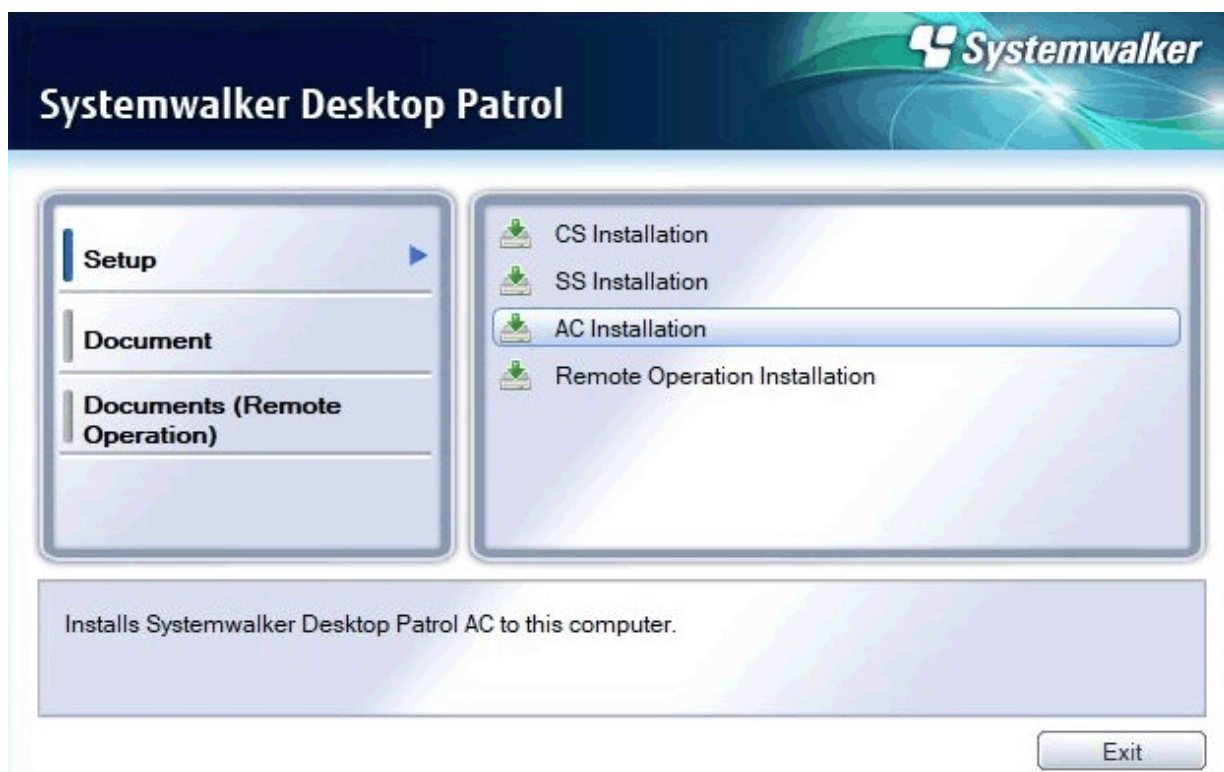 Systemwalker
Systemwalker Desktop Patrol
Setup
Document
Documents (Remote
Operation)
CS Installation
SS Installation
AC Installation
Remote Operation Installation
Installs Systemwalker Desktop Patrol AC to this computer.
Exit